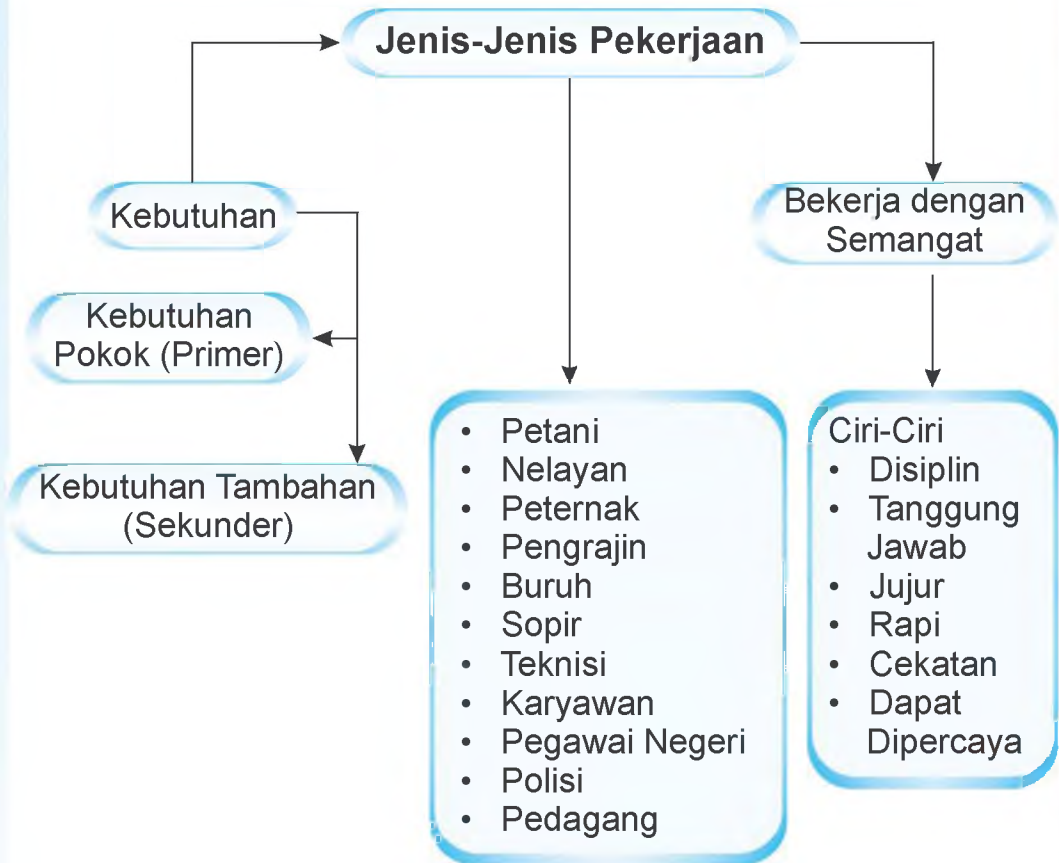 Jenis-Jenis Pekerjaan
Kebutuhan
Kebutuhan
Pokok (Primer)
Kebutuhan Tambahan
(Sekunder)
• Petani
• Nelayan
• Peternak
• Pengrajin
• Buruh
• Sopir
• Teknisi
• Karyawan
• Pegawai Negeri
• Polisi
• Pedagang
Bekerja dengan
Semangat
Ciri-Ciri
• Disiplin
• Tanggung
Jawab
• Jujur
• Rapi
• Cekatan
• Dapat
Dipercaya